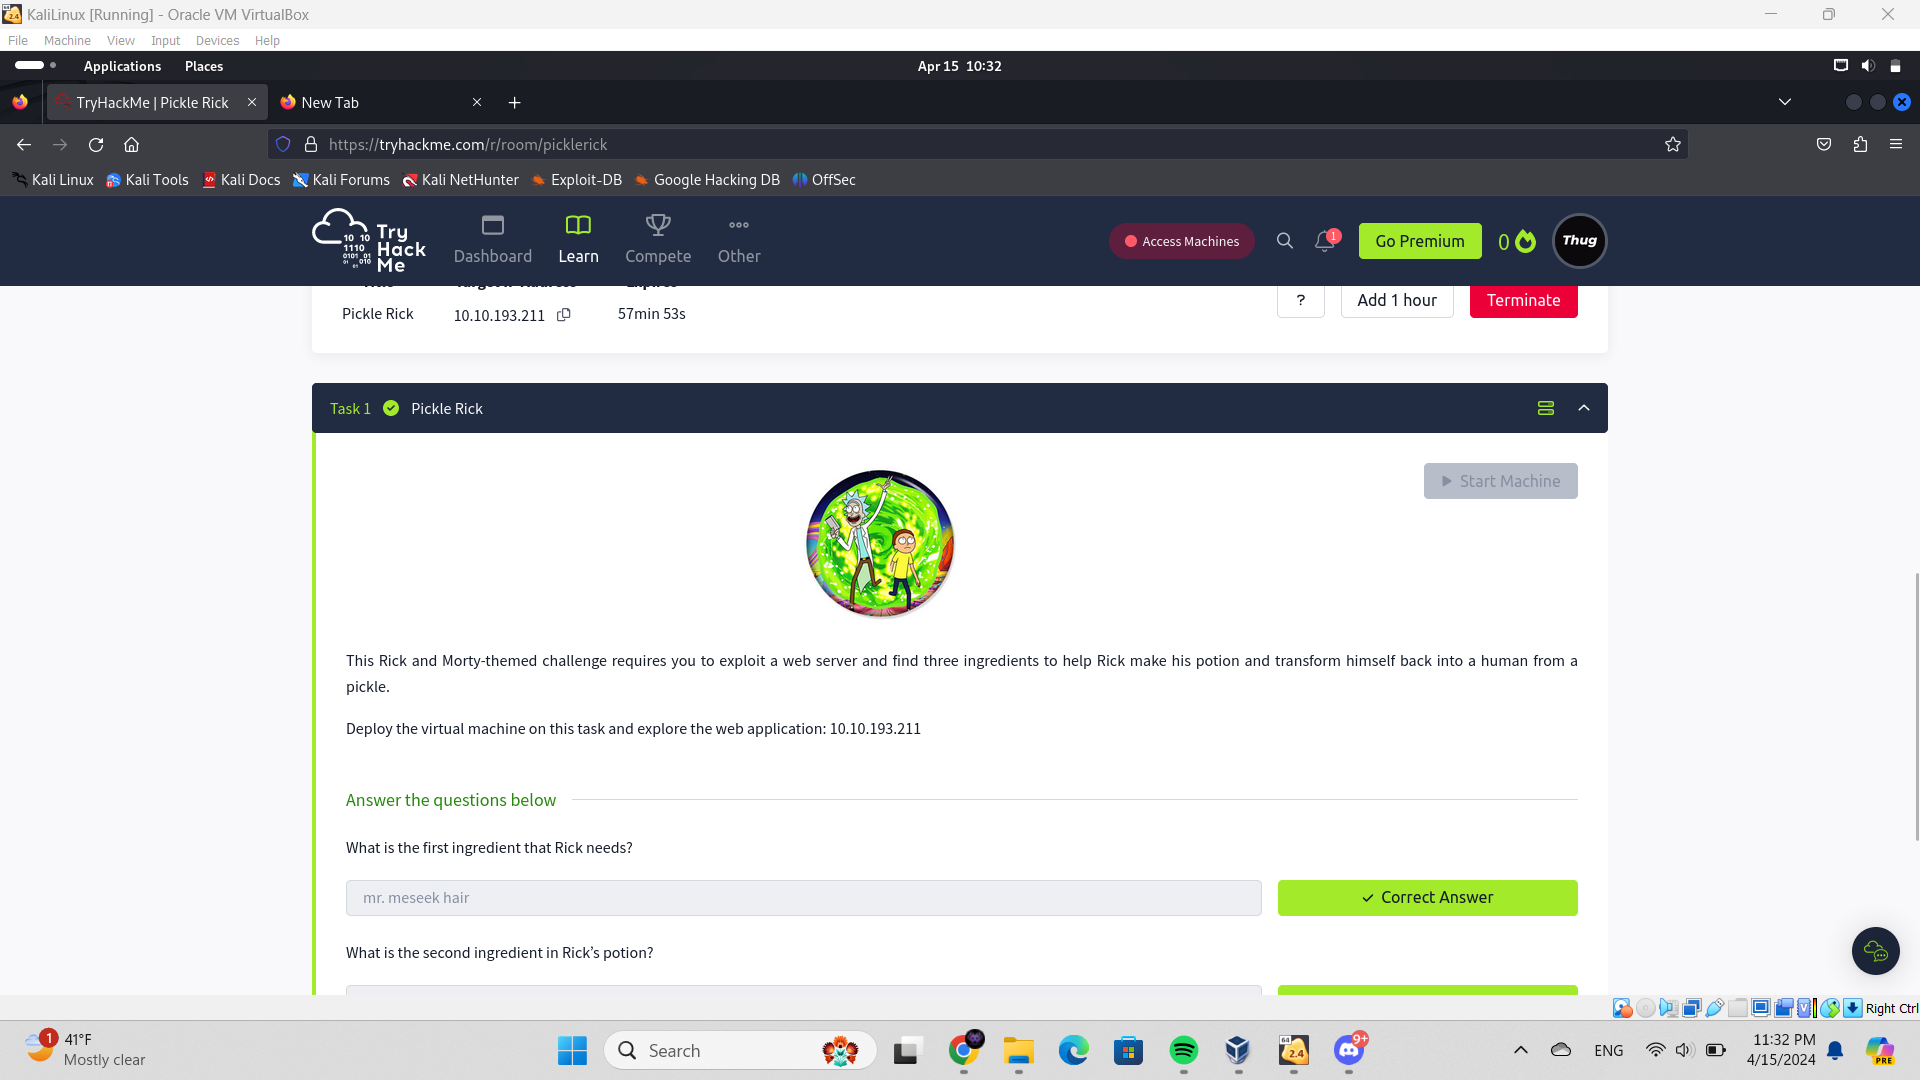 KaliLinux [Running] - Oracle VM VirtualBox
File Machine View Input Devices Help
Applications Places Apr 15 10:32
TryHackMe | Pickle Rick New Tab
https://tryhackme.com/r/room/picklerick
Kali Linux Kali Tools Kali Docs Kali Forums Kali NetHunter Exploit-DB Google Hacking DB OffSec
Try Hack Me
Dashboard Learn Compete Other
Access Machines 1 Go Premium 0 Thug
Pickle Rick 10.10.193.211 57min 53s ? Add 1 hour Terminate
Task 1 Pickle Rick
Start Machine
This Rick and Morty-themed challenge requires you to exploit a web server and find three ingredients to help Rick make his potion and transform himself back into a human from a
pickle.
Deploy the virtual machine on this task and explore the web application: 10.10.193.211
Answer the questions below
What is the first ingredient that Rick needs?
mr. meseek hair Correct Answer
What is the second ingredient in Rick’s potion?
Right Ctrl
1 41°F
Mostly clear
Search 64 2.4 9+
ENG 11:32 PM
4/15/2024 PRE